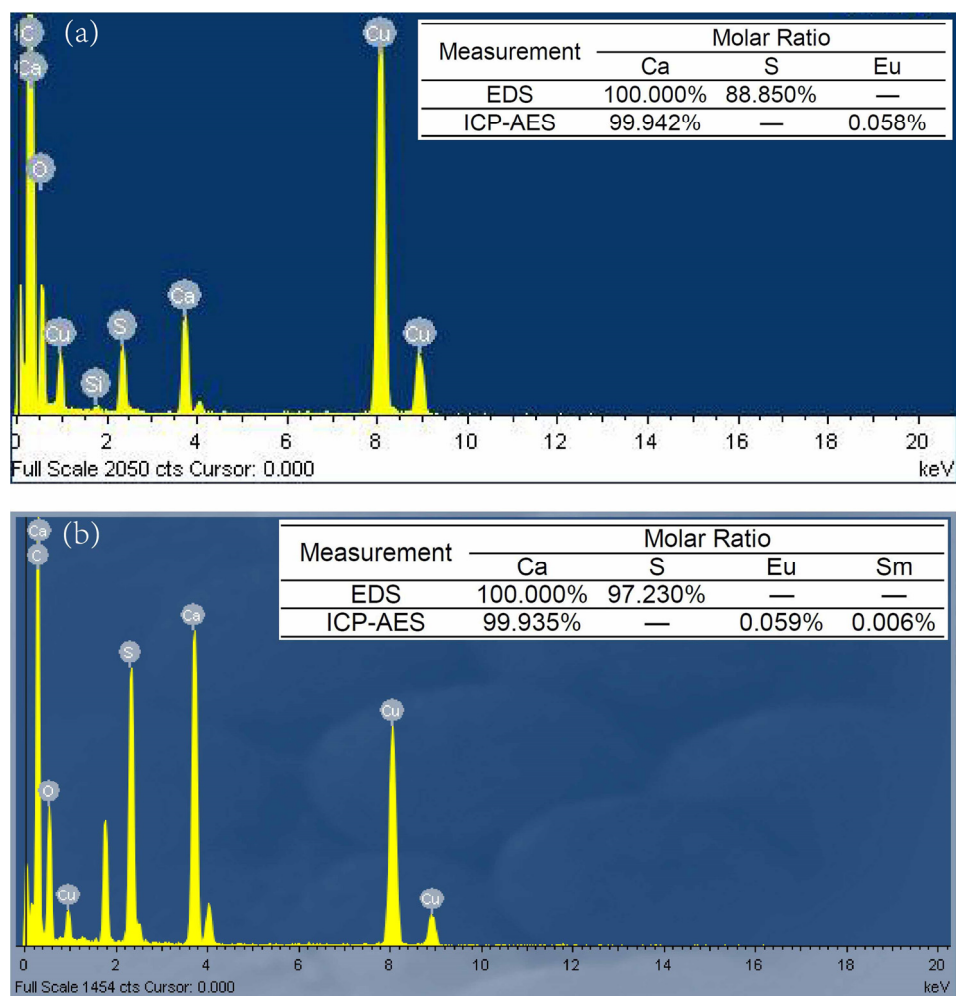 (a)
C
Ca
O
Cu
Si
S
Ca
Cu
Cu
Measurement Molar Ratio
Ca S Eu
EDS 100.000% 88.850% —
ICP-AES 99.942% — 0.058%
0 2 4 6 8 10 12 14 16 18 20
Full Scale 2050 cts Cursor: 0.000 keV
(b)
Ca
C
O
Cu
S
Ca
Cu
Cu
Measurement Molar Ratio
Ca S Eu Sm
EDS 100.000% 97.230% — —
ICP-AES 99.935% — 0.059% 0.006%
0 2 4 6 8 10 12 14 16 18 20
Full Scale 1454 cts Cursor: 0.000 keV